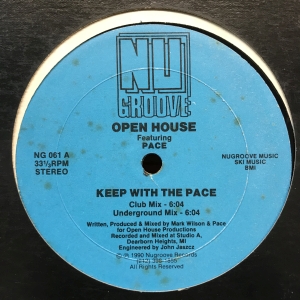 NU
GROOVE
OPEN HOUSE
Featuring
PACE
NG 061 A
33⅓RPM
STEREO
NUGROOVE MUSIC
SKI MUSIC
BMI
KEEP WITH THE PACE
Club Mix - 6:04
Underground Mix - 6:04
Written, Produced & Mixed by Mark Wilson & Pace
for Open House Productions
Recorded and Mixed at Studio A,
Dearborn Heights, MI
Engineered by John Jaszcz
© ℗ 1990 Nugroove Records
All Rights Reserved